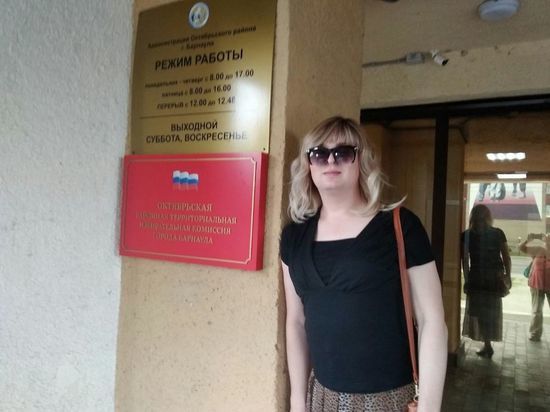 Администрация Октябрьского района
г. Барнаула
РЕЖИМ РАБОТЫ
понедельник - четверг с 8.00 до 17.00
пятница с 8.00 до 16.00
ПЕРЕРЫВ с 12.00 до 12.48
ВЫХОДНОЙ
СУББОТА, ВОСКРЕСЕНЬЕ
ОКТЯБРЬСКАЯ
РАЙОННАЯ ТЕРРИТОРИАЛЬНАЯ
ИЗБИРАТЕЛЬНАЯ КОМИССИЯ
ГОРОДА БАРНАУЛА